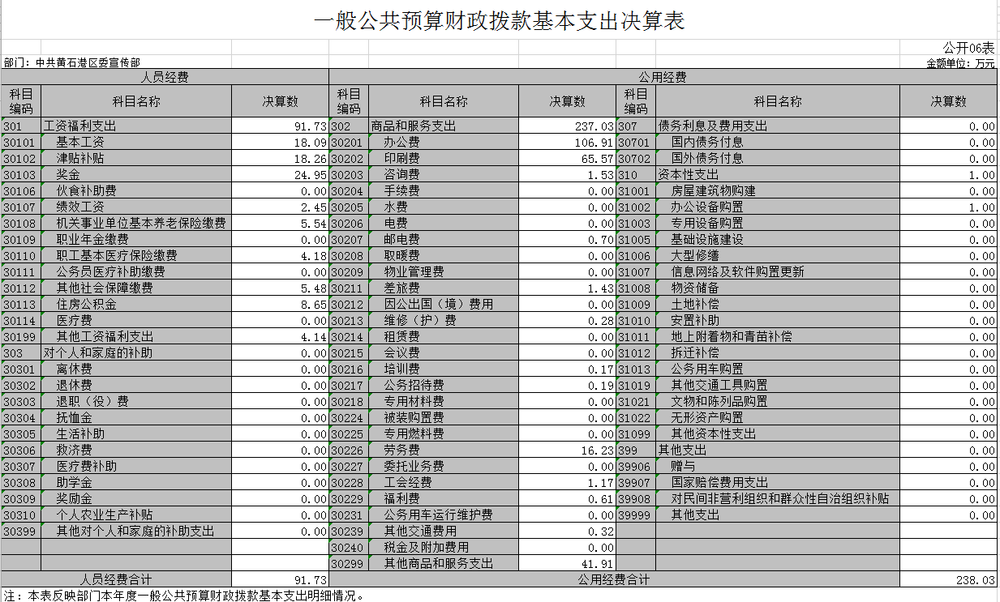 一般公共预算财政拨款基本支出决算表
公开06表
部门：中共黄石港区委宣传部 金额单位：万元
人员经费 公用经费
科目编码 科目名称 决算数 科目编码 科目名称 决算数 科目编码 科目名称 决算数
301 工资福利支出 91.73 302 商品和服务支出 237.03 307 债务利息及费用支出 0.00
30101 基本工资 18.09 30201 办公费 106.91 30701 国内债务付息 0.00
30102 津贴补贴 18.26 30202 印刷费 65.57 30702 国外债务付息 0.00
30103 奖金 24.95 30203 咨询费 1.53 310 资本性支出 1.00
30106 伙食补助费 0.00 30204 手续费 0.00 31001 房屋建筑物购建 0.00
30107 绩效工资 2.45 30205 水费 0.00 31002 办公设备购置 1.00
30108 机关事业单位基本养老保险缴费 5.54 30206 电费 0.00 31003 专用设备购置 0.00
30109 职业年金缴费 0.00 30207 邮电费 0.70 31005 基础设施建设 0.00
30110 职工基本医疗保险缴费 4.18 30208 取暖费 0.00 31006 大型修缮 0.00
30111 公务员医疗补助缴费 0.00 30209 物业管理费 0.00 31007 信息网络及软件购置更新 0.00
30112 其他社会保障缴费 5.48 30211 差旅费 1.43 31008 物资储备 0.00
30113 住房公积金 8.65 30212 因公出国（境）费用 0.00 31009 土地补偿 0.00
30114 医疗费 0.00 30213 维修（护）费 0.28 31010 安置补助 0.00
30199 其他工资福利支出 4.14 30214 租赁费 0.00 31011 地上附着物和青苗补偿 0.00
303 对个人和家庭的补助 0.00 30215 会议费 0.00 31012 拆迁补偿 0.00
30301 离休费 0.00 30216 培训费 0.17 31013 公务用车购置 0.00
30302 退休费 0.00 30217 公务招待费 0.19 31019 其他交通工具购置 0.00
30303 退职（役）费 0.00 30218 专用材料费 0.00 31021 文物和陈列品购置 0.00
30304 抚恤金 0.00 30224 被装购置费 0.00 31022 无形资产购置 0.00
30305 生活补助 0.00 30225 专用燃料费 0.00 31099 其他资本性支出 0.00
30306 救济费 0.00 30226 劳务费 16.23 399 其他支出 0.00
30307 医疗费补助 0.00 30227 委托业务费 0.00 39906 赠与 0.00
30308 助学金 0.00 30228 工会经费 1.17 39907 国家赔偿费用支出 0.00
30309 奖励金 0.00 30229 福利费 0.61 39908 对民间非营利组织和群众性自治组织补贴 0.00
30310 个人农业生产补贴 0.00 30231 公务用车运行维护费 0.00 39999 其他支出 0.00
30399 其他对个人和家庭的补助支出 0.00 30239 其他交通费用 0.32
30240 税金及附加费用 0.00
30299 其他商品和服务支出 41.91
人员经费合计 91.73 公用经费合计 238.03
注：本表反映部门本年度一般公共预算财政拨款基本支出明细情况。